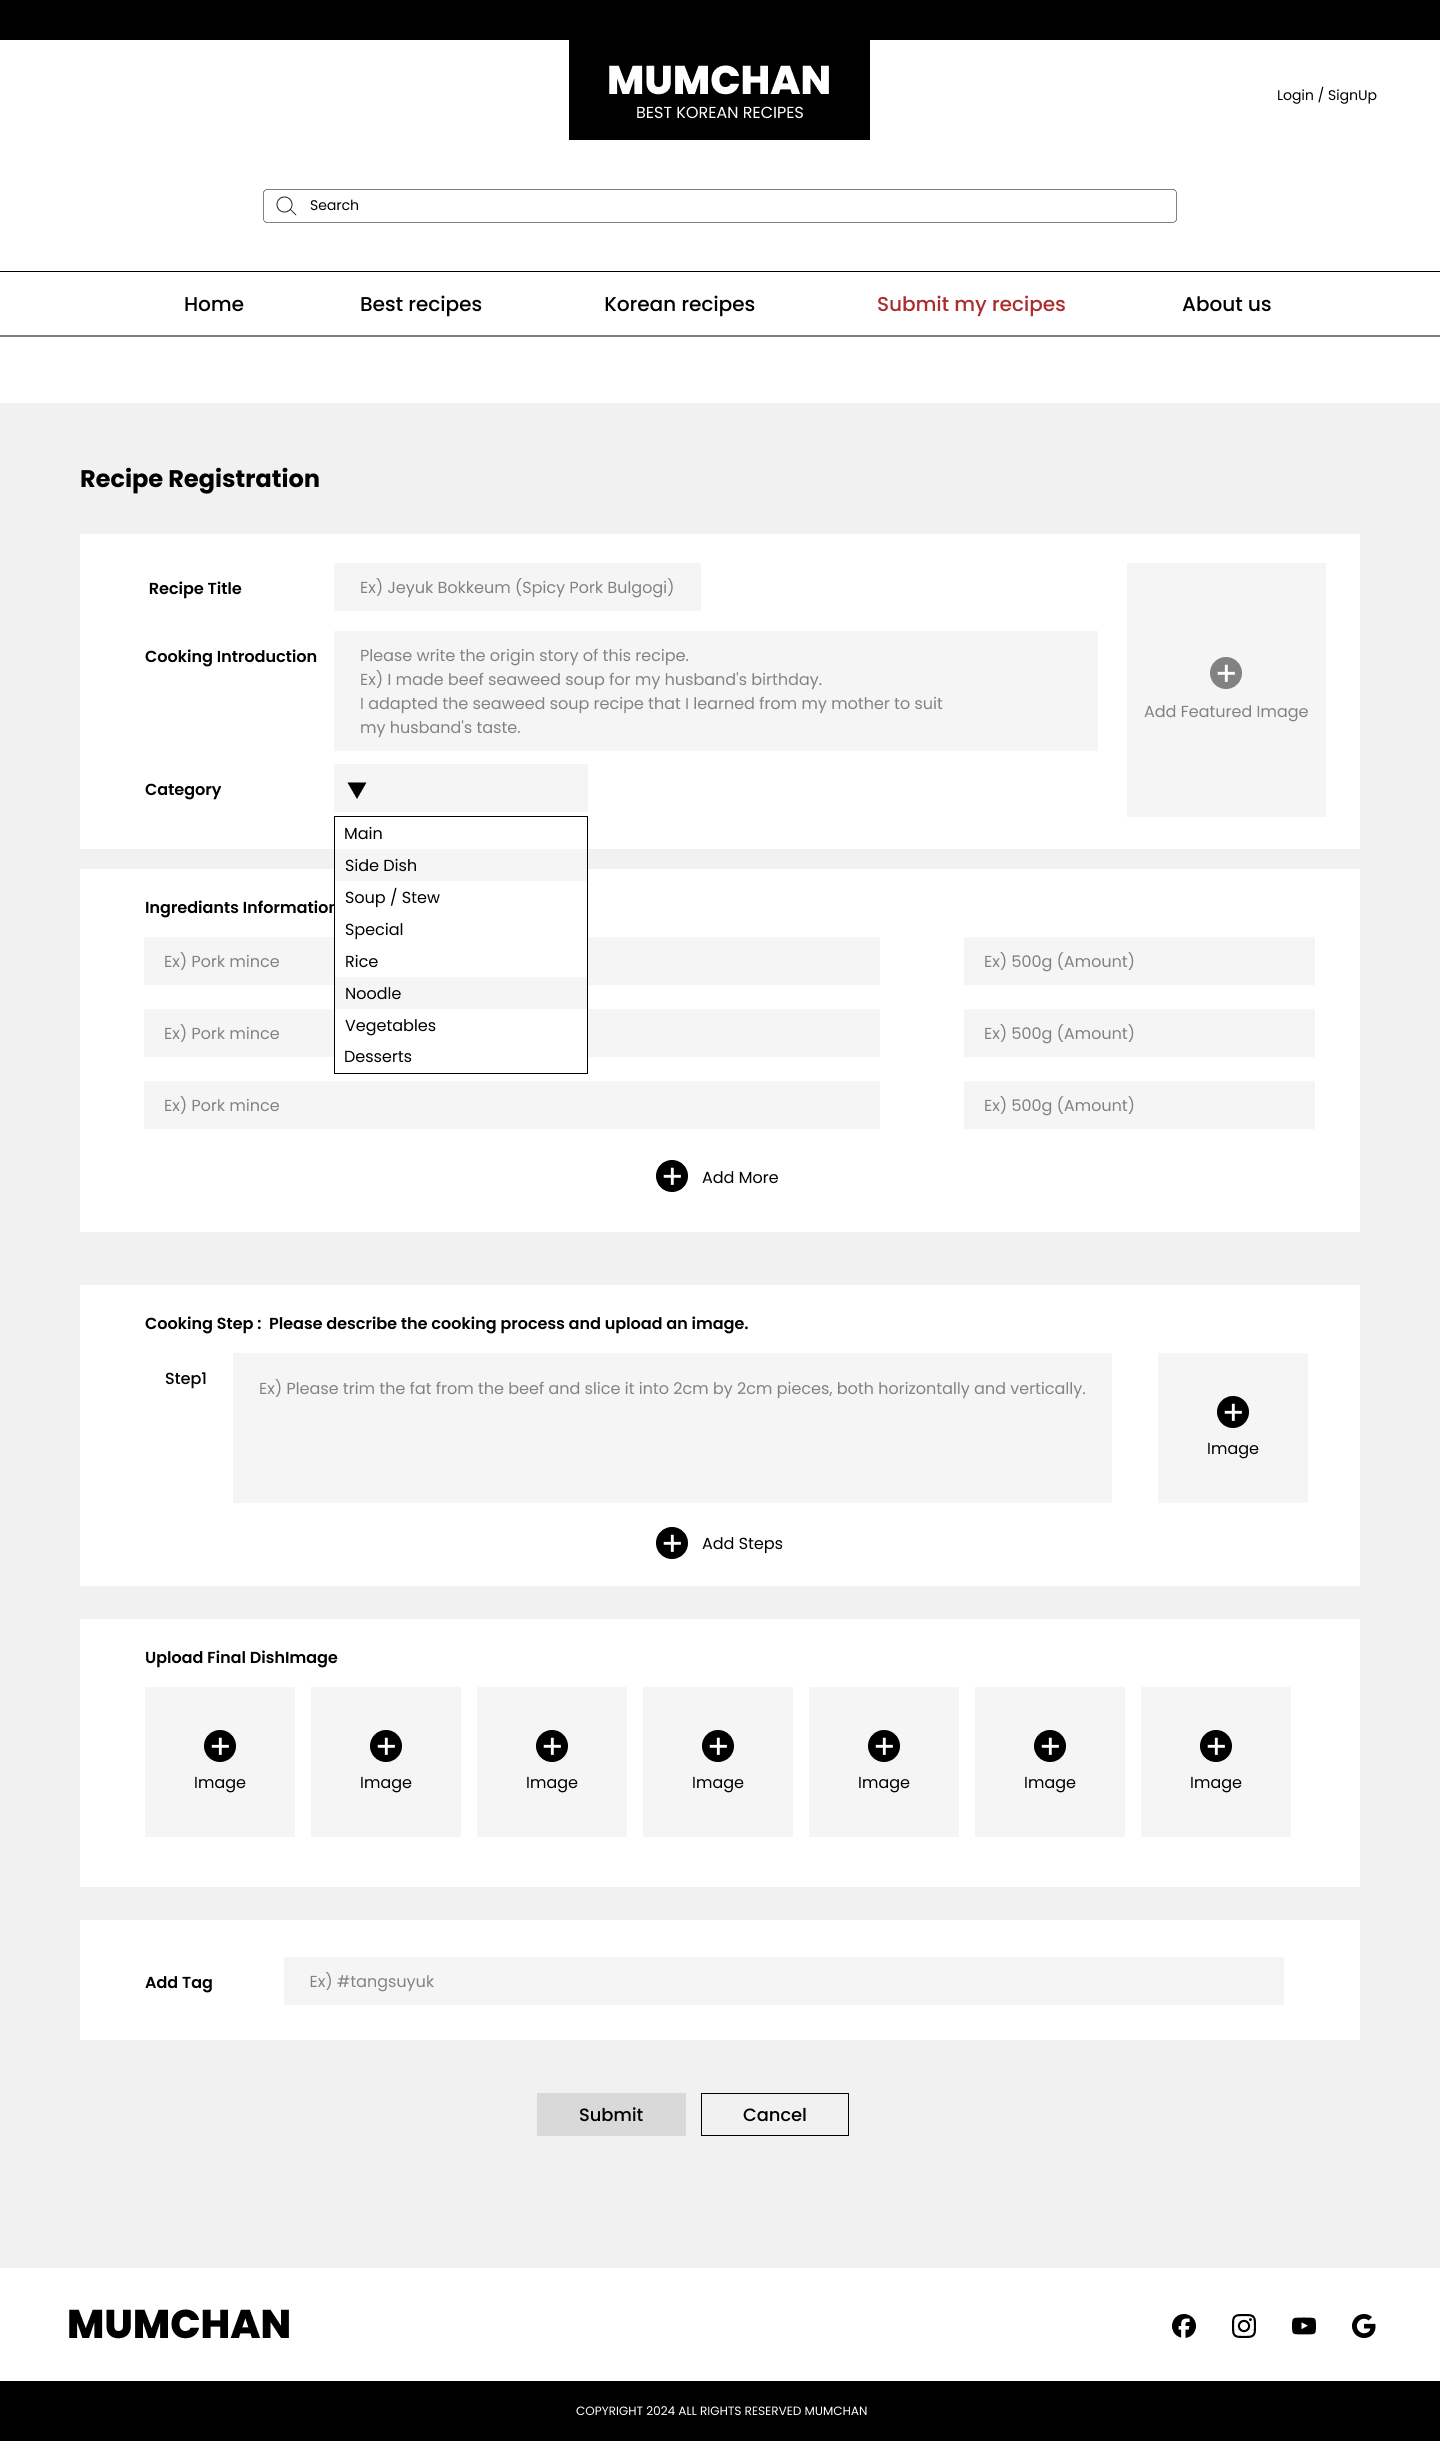 MUMCHAN
BEST KOREAN RECIPES
Login / SignUp
Search
Home Best recipes Korean recipes Submit my recipes About us
Recipe Registration
Recipe Title
Ex) Jeyuk Bokkeum (Spicy Pork Bulgogi)
Cooking Introduction
Please write the origin story of this recipe.
Ex) I made beef seaweed soup for my husband's birthday.
I adapted the seaweed soup recipe that I learned from my mother to suit
my husband's taste.
Add Featured Image
Category
Main
Side Dish
Soup / Stew
Special
Rice
Noodle
Vegetables
Desserts
Ingrediants Information
Ex) Pork mince Ex) 500g (Amount)
Ex) Pork mince Ex) 500g (Amount)
Ex) Pork mince Ex) 500g (Amount)
Add More
Cooking Step : Please describe the cooking process and upload an image.
Step1
Ex) Please trim the fat from the beef and slice it into 2cm by 2cm pieces, both horizontally and vertically.
Image
Add Steps
Upload Final DishImage
Image Image Image Image Image Image Image
Add Tag
Ex) #tangsuyuk
Submit Cancel
MUMCHAN
COPYRIGHT 2024 ALL RIGHTS RESERVED MUMCHAN